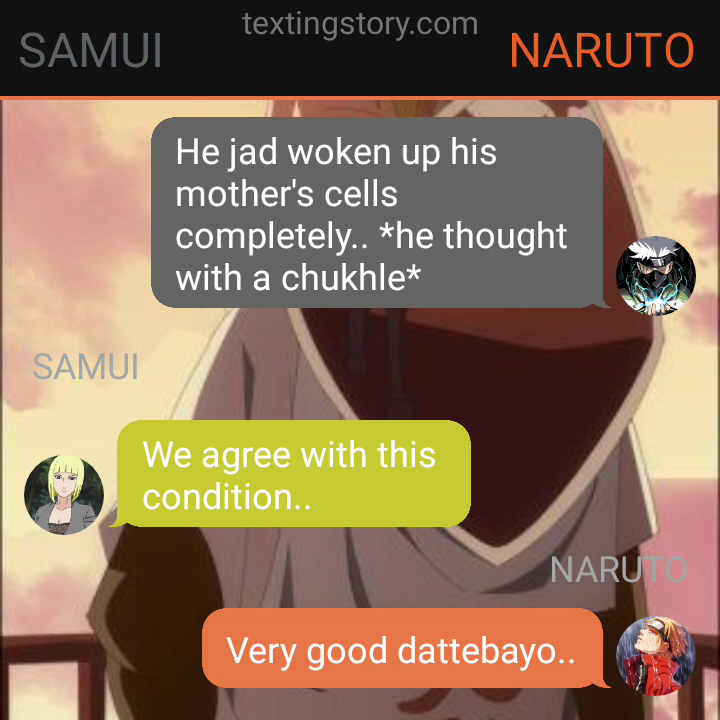 textingstory.com
SAMUI
NARUTO
He jad woken up his
mother's cells
completely.. *he thought
with a chukhle*
SAMUI
We agree with this
condition..
NARUTO
Very good dattebayo..